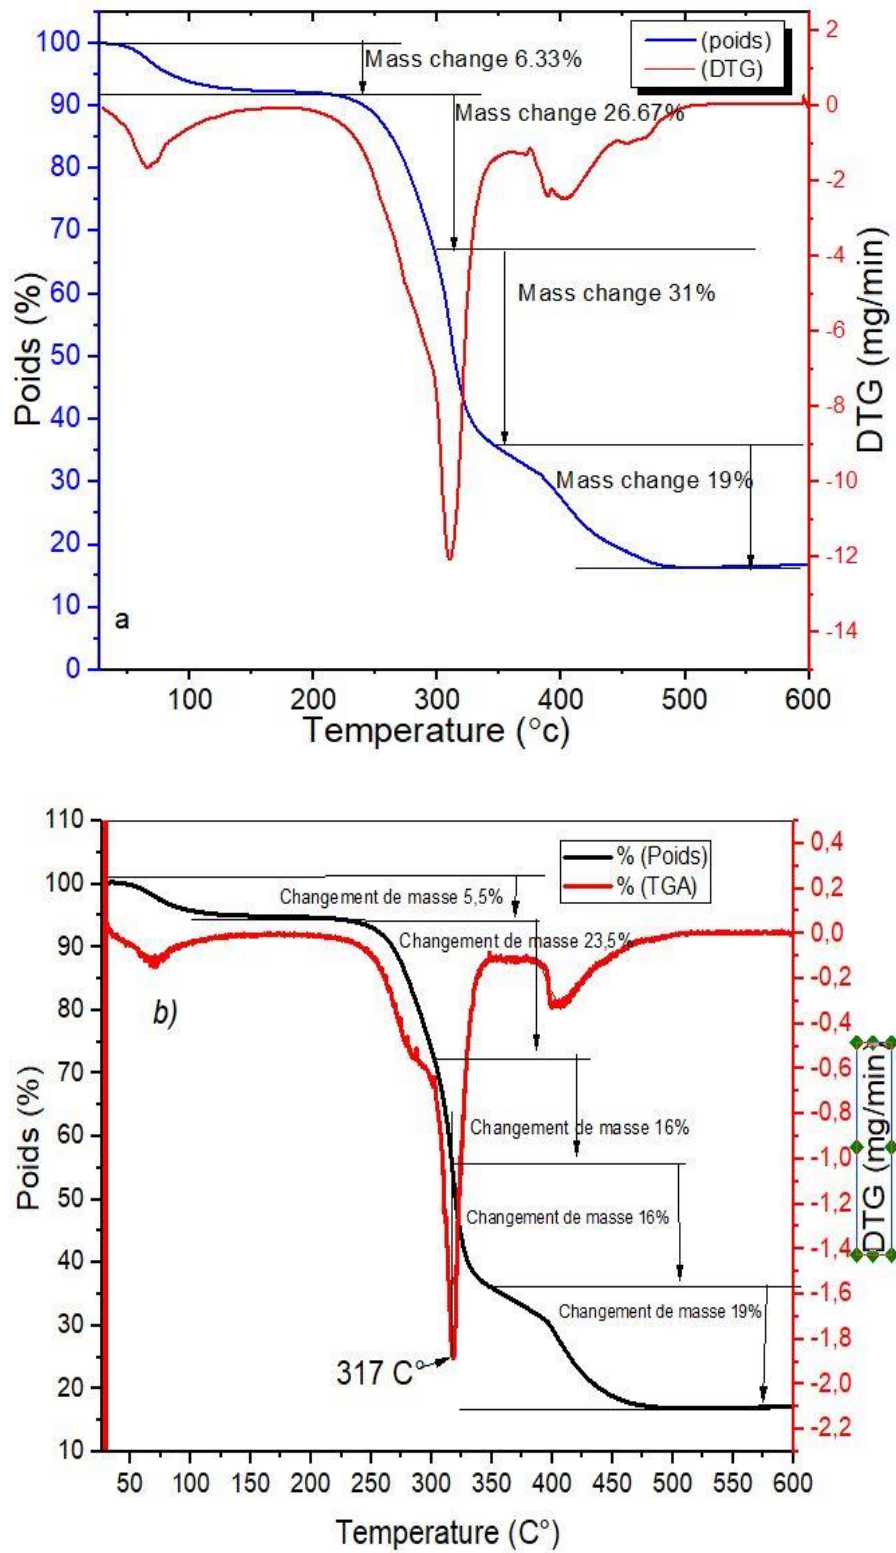 100
90
80
70
60
50
40
30
20
10
0
Poids (%)
Mass change 6.33%
Mass change 26.67%
Mass change 31%
Mass change 19%
(poids)
(DTG)
a
2
0
-2
-4
-6
-8
-10
-12
-14
DTG (mg/min)
100 200 300 400 500 600
Temperature (°c)
110
100
90
80
70
60
50
40
30
20
10
Poids (%)
% (Poids)
% (TGA)
Changement de masse 5,5%
Changement de masse 23,5%
b)
Changement de masse 16%
Changement de masse 16%
Changement de masse 19%
317 C°
0,4
0,2
0,0
-0,2
-0,4
-0,6
-0,8
-1,0
-1,2
-1,4
-1,6
-1,8
-2,0
-2,2
DTG (mg/min)
50 100 150 200 250 300 350 400 450 500 550 600
Temperature (C°)